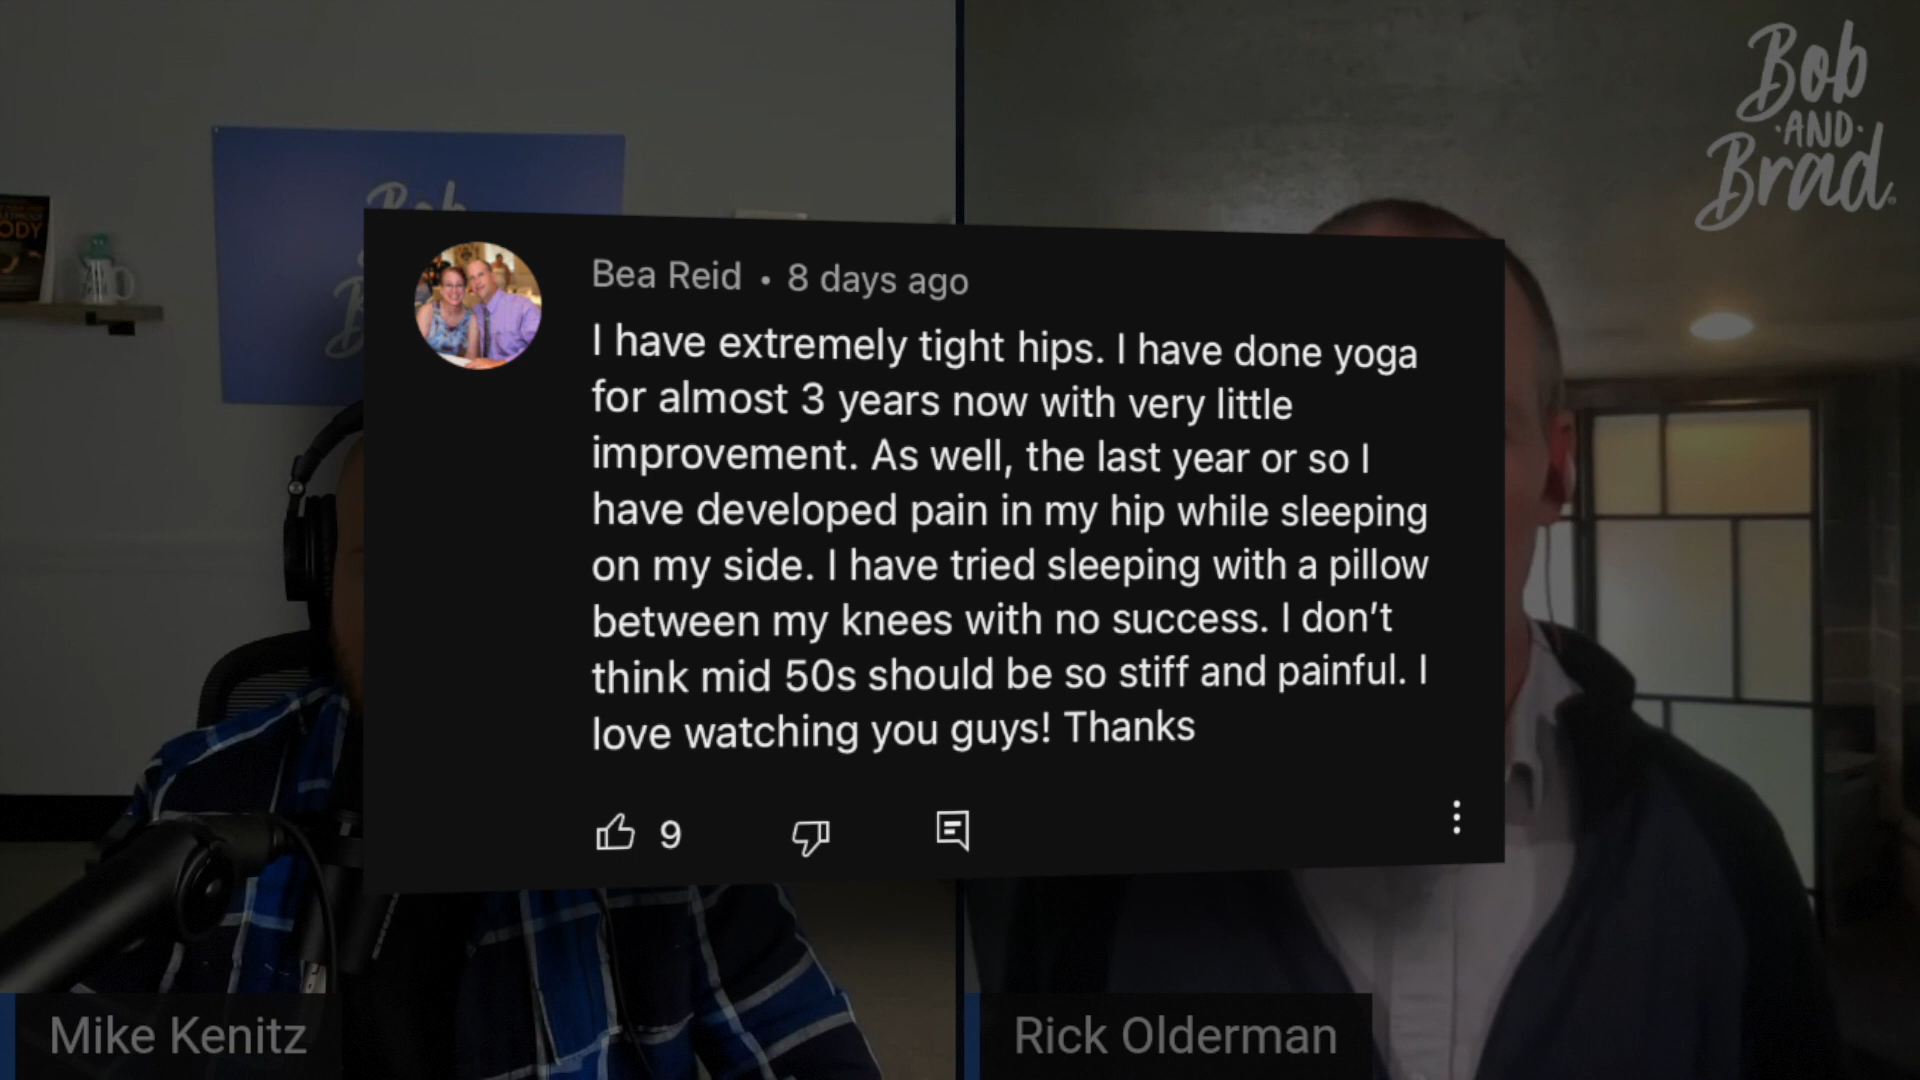 Bob
AND
Brad
Bob
B
ODY
Bea Reid • 8 days ago
I have extremely tight hips. I have done yoga
for almost 3 years now with very little
improvement. As well, the last year or so I
have developed pain in my hip while sleeping
on my side. I have tried sleeping with a pillow
between my knees with no success. I don’t
think mid 50s should be so stiff and painful. I
love watching you guys! Thanks
9
Mike Kenitz
Rick Olderman